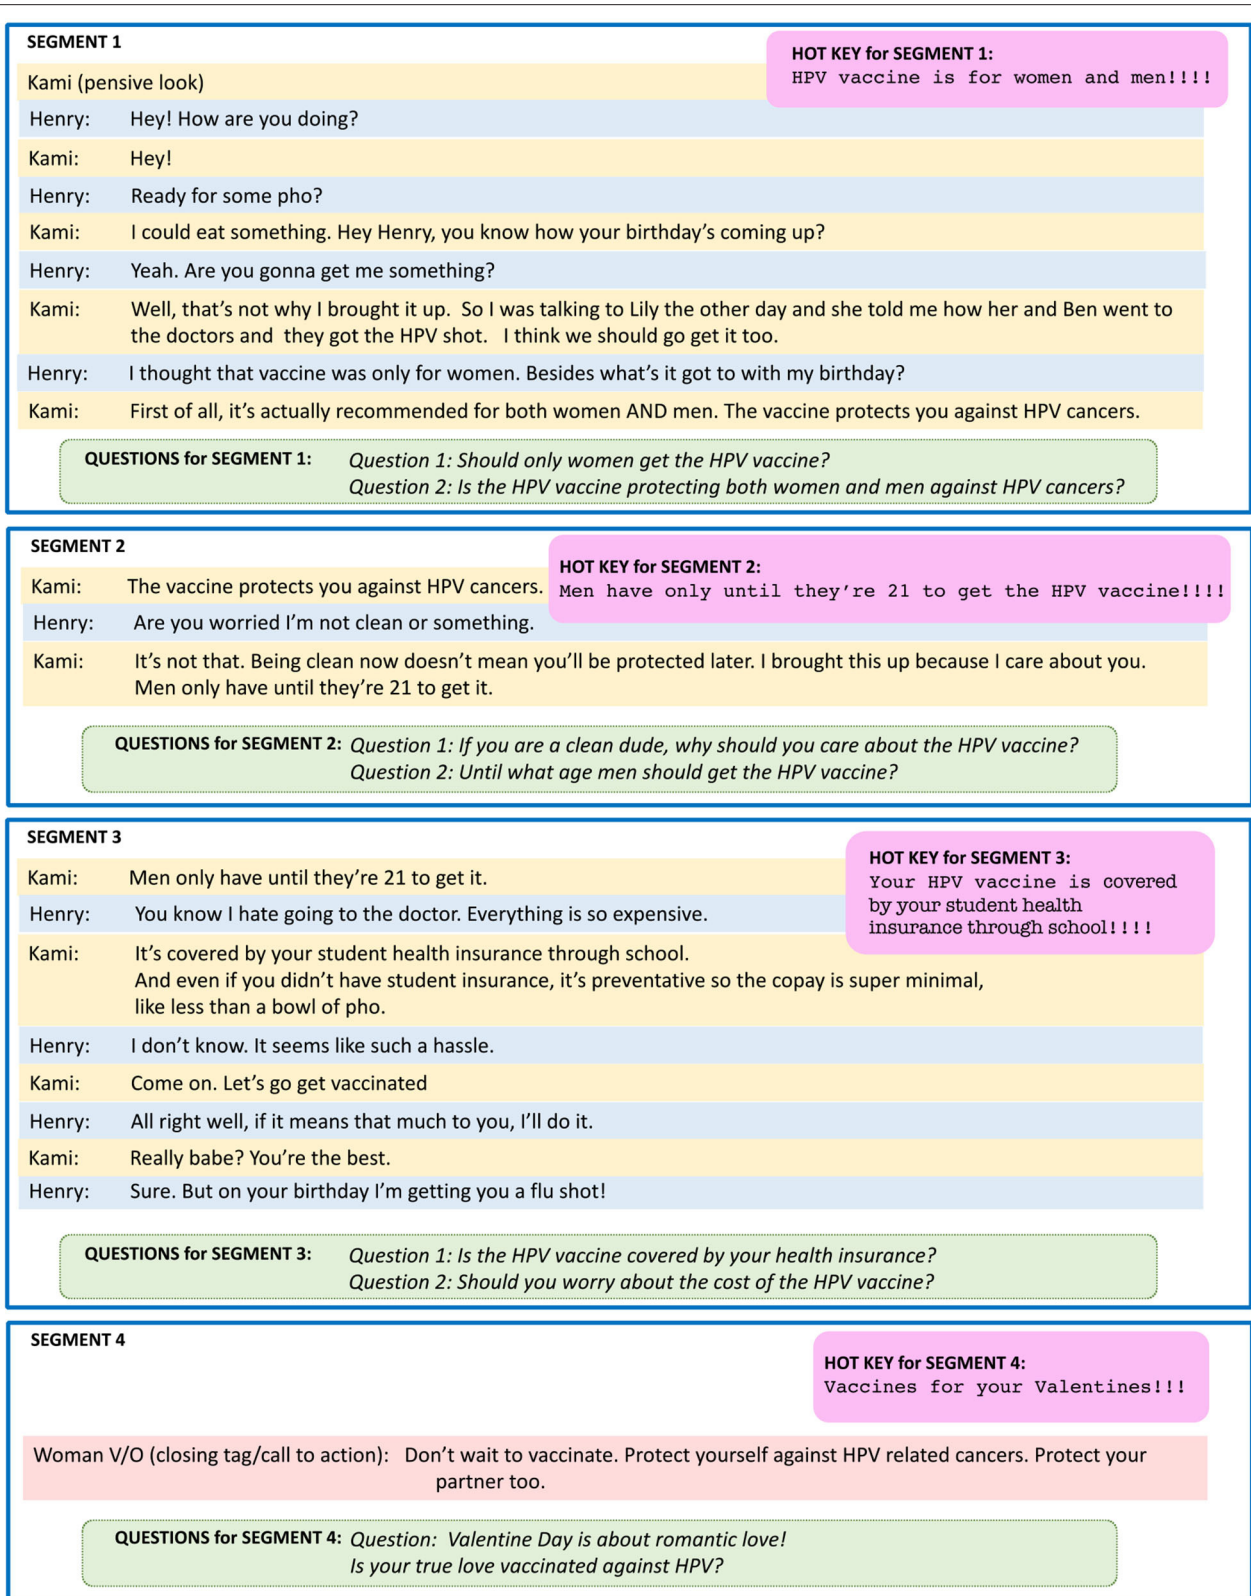 SEGMENT 1
HOT KEY for SEGMENT 1:
HPV vaccine is for women and men!!!!
Kami (pensive look)
Henry: Hey! How are you doing?
Kami: Hey!
Henry: Ready for some pho?
Kami: I could eat something. Hey Henry, you know how your birthday’s coming up?
Henry: Yeah. Are you gonna get me something?
Kami: Well, that’s not why I brought it up. So I was talking to Lily the other day and she told me how her and Ben went to
the doctors and they got the HPV shot. I think we should go get it too.
Henry: I thought that vaccine was only for women. Besides what’s it got to with my birthday?
Kami: First of all, it’s actually recommended for both women AND men. The vaccine protects you against HPV cancers.
QUESTIONS for SEGMENT 1: Question 1: Should only women get the HPV vaccine?
Question 2: Is the HPV vaccine protecting both women and men against HPV cancers?
SEGMENT 2
HOT KEY for SEGMENT 2:
Men have only until they’re 21 to get the HPV vaccine!!!!
Kami: The vaccine protects you against HPV cancers.
Henry: Are you worried I’m not clean or something.
Kami: It’s not that. Being clean now doesn’t mean you’ll be protected later. I brought this up because I care about you.
Men only have until they’re 21 to get it.
QUESTIONS for SEGMENT 2: Question 1: If you are a clean dude, why should you care about the HPV vaccine?
Question 2: Until what age men should get the HPV vaccine?
SEGMENT 3
HOT KEY for SEGMENT 3:
Your HPV vaccine is covered
by your student health
insurance through school!!!!
Kami: Men only have until they’re 21 to get it.
Henry: You know I hate going to the doctor. Everything is so expensive.
Kami: It’s covered by your student health insurance through school.
And even if you didn’t have student insurance, it’s preventative so the copay is super minimal,
like less than a bowl of pho.
Henry: I don’t know. It seems like such a hassle.
Kami: Come on. Let’s go get vaccinated
Henry: All right well, if it means that much to you, I’ll do it.
Kami: Really babe? You’re the best.
Henry: Sure. But on your birthday I’m getting you a flu shot!
QUESTIONS for SEGMENT 3: Question 1: Is the HPV vaccine covered by your health insurance?
Question 2: Should you worry about the cost of the HPV vaccine?
SEGMENT 4
HOT KEY for SEGMENT 4:
Vaccines for your Valentines!!!
Woman V/O (closing tag/call to action): Don’t wait to vaccinate. Protect yourself against HPV related cancers. Protect your
partner too.
QUESTIONS for SEGMENT 4: Question: Valentine Day is about romantic love!
Is your true love vaccinated against HPV?